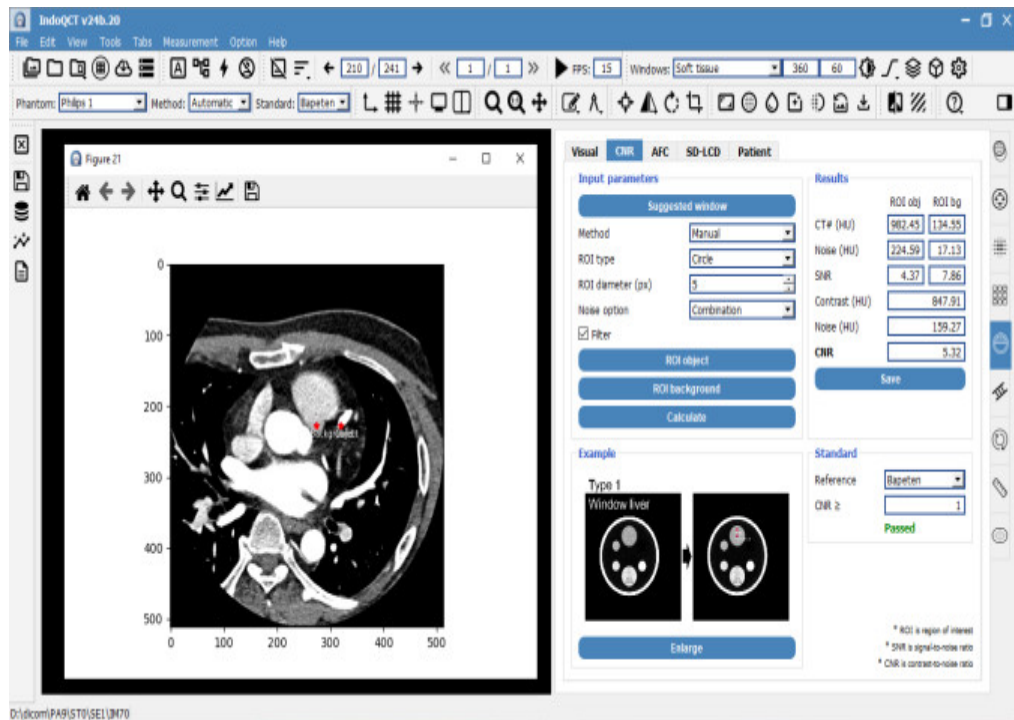 IndoQCT v24b.20
File Edit View Tools Tabs Measurement Option Help
210 / 241 1 / 1 FPS: 15 Windows: Soft tissue 360 60
Phantom: Philips 1 Method: Automatic Standard: Bapeten
Figure 21
0
100
200
300
400
500
0 100 200 300 400 500
Visual CNR AFC SD-LCD Patient
Input parameters
Suggested window
Method Manual
ROI type Circle
ROI diameter (px) 5
Noise option Combination
Filter
ROI object
ROI background
Calculate
Results
ROI obj ROI bg
CT# (HU) 982.45 134.55
Noise (HU) 224.59 17.13
SNR 4.37 7.86
Contrast (HU) 847.91
Noise (HU) 159.27
CNR 5.32
Save
Example
Type 1
Window liver
Enlarge
Standard
Reference Bapeten
CNR ≥ 1
Passed
* ROI is region of interest
* SNR is signal-to-noise ratio
* CNR is contrast-to-noise ratio
D:\dicom\PA9\ST0\SE1\IM70